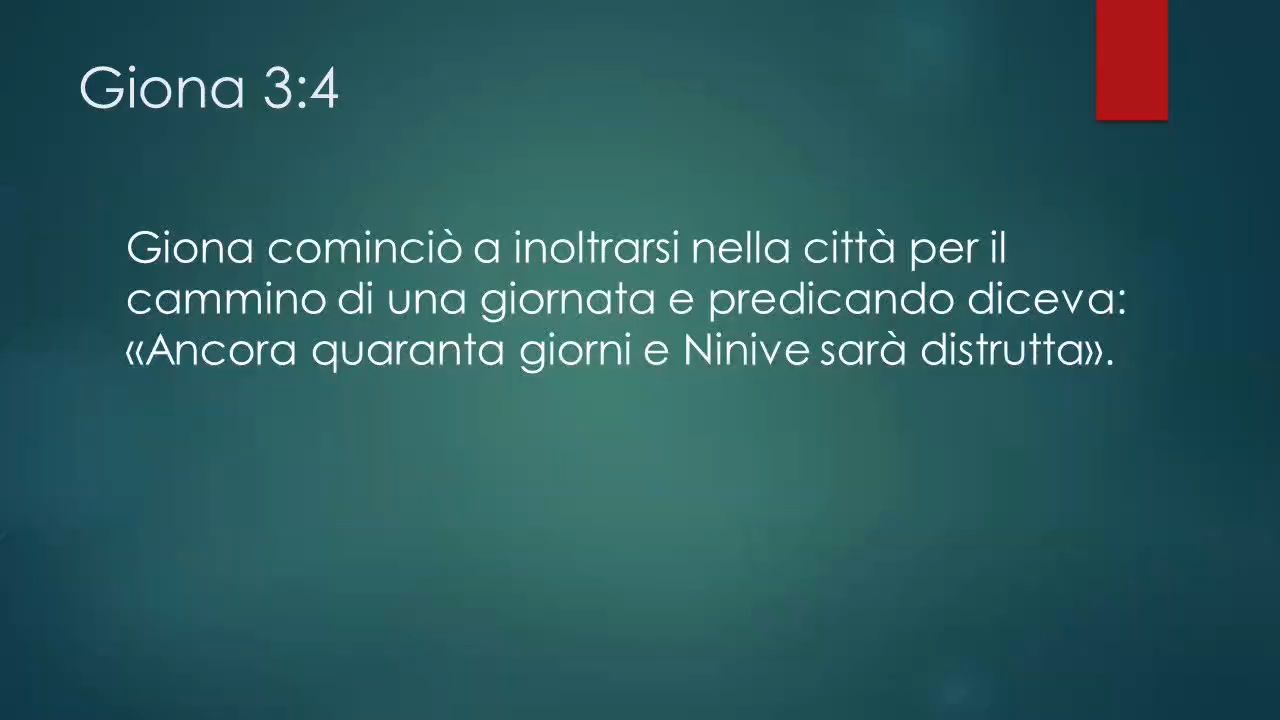 Giona 3:4
Giona cominciò a inoltrarsi nella città per il
cammino di una giornata e predicando diceva:
«Ancora quaranta giorni e Ninive sarà distrutta».